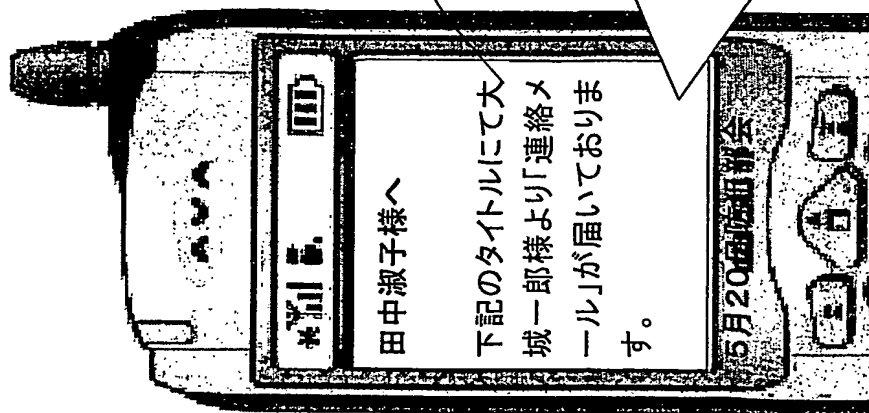 田中淑子様へ
下記のタイトルにて大
城一郎様より「連絡メ
ール」が届いております。
5月20日